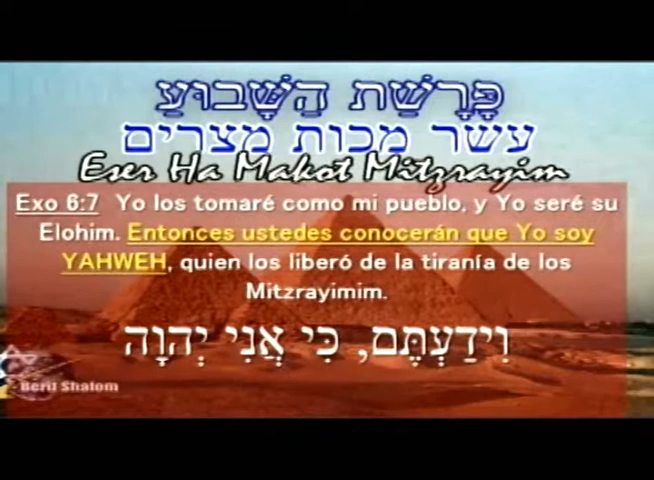 פָּרָשַׁת הַשָּׁבוּעַ
עשר מכות מצרים
Eser Ha Makot Mitzrayim
Exo 6:7 Yo los tomaré como mi pueblo, y Yo seré su
Elohim. Entonces ustedes conocerán que Yo soy
YAHWEH, quien los liberó de la tiranía de los
Mitzrayimim.
וִידַעְתֶּם, כִּי אֲנִי יְהוָה
Berit Shalom